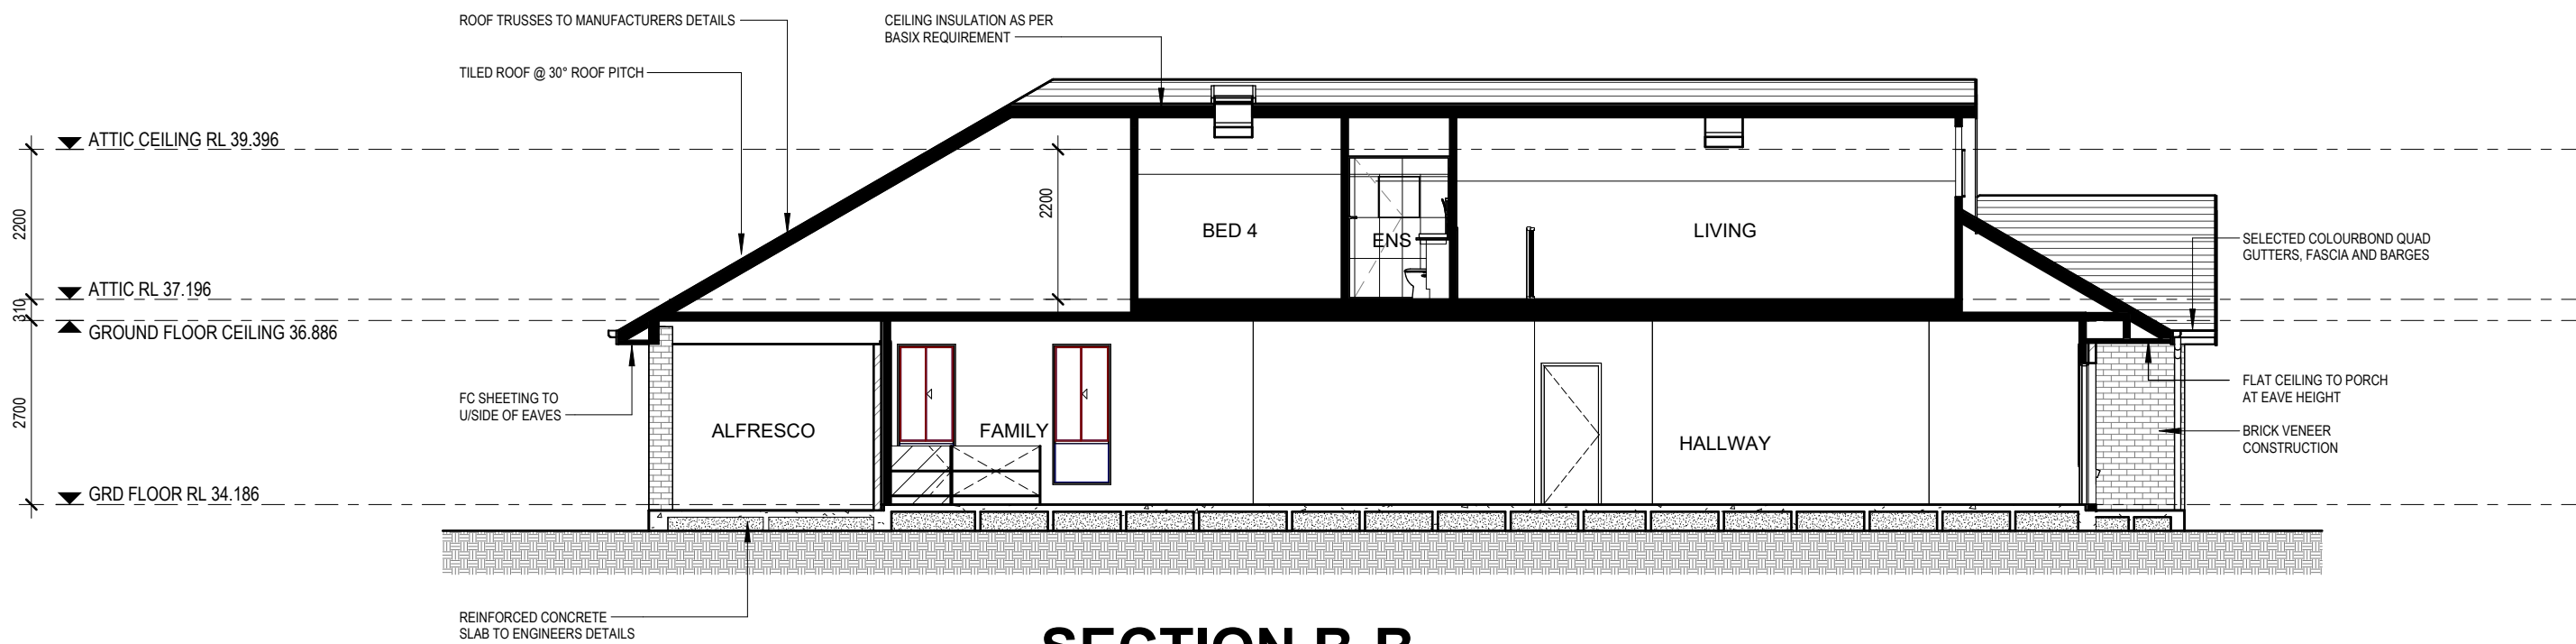 ROOF TRUSSES TO MANUFACTURERS DETAILS
CEILING INSULATION AS PER
BASIX REQUIREMENT
TILED ROOF @ 30° ROOF PITCH
ATTIC CEILING RL 39.396
2200
2200
BED 4
ENS
LIVING
SELECTED COLOURBOND QUAD
GUTTERS, FASCIA AND BARGES
ATTIC RL 37.196
310
GROUND FLOOR CEILING 36.886
FC SHEETING TO
U/SIDE OF EAVES
2700
ALFRESCO
FAMILY
HALLWAY
FLAT CEILING TO PORCH
AT EAVE HEIGHT
BRICK VENEER
CONSTRUCTION
GRD FLOOR RL 34.186
REINFORCED CONCRETE
SLAB TO ENGINEERS DETAILS
SECTION B-B